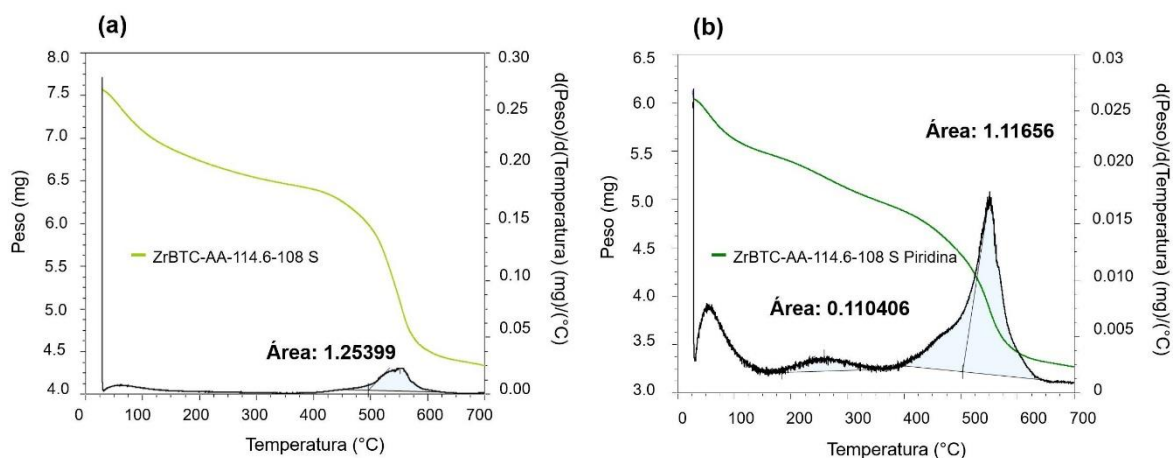 (a)
8.0
7.5
7.0
6.5
6.0
5.5
5.0
4.5
4.0
Peso (mg)
0.30
0.25
0.20
0.15
0.10
0.05
0.00
d(Peso)/d(Temperatura) (mg)/(°C)
ZrBTC-AA-114.6-108 S
Área: 1.25399
0 100 200 300 400 500 600 700
Temperatura (°C)
(b)
6.5
6.0
5.5
5.0
4.5
4.0
3.5
3.0
Peso (mg)
0.03
0.025
0.020
0.015
0.010
0.005
0
d(Peso)/d(Temperatura) (mg)/(°C)
Área: 1.11656
ZrBTC-AA-114.6-108 S Piridina
Área: 0.110406
0 100 200 300 400 500 600 700
Temperatura (°C)